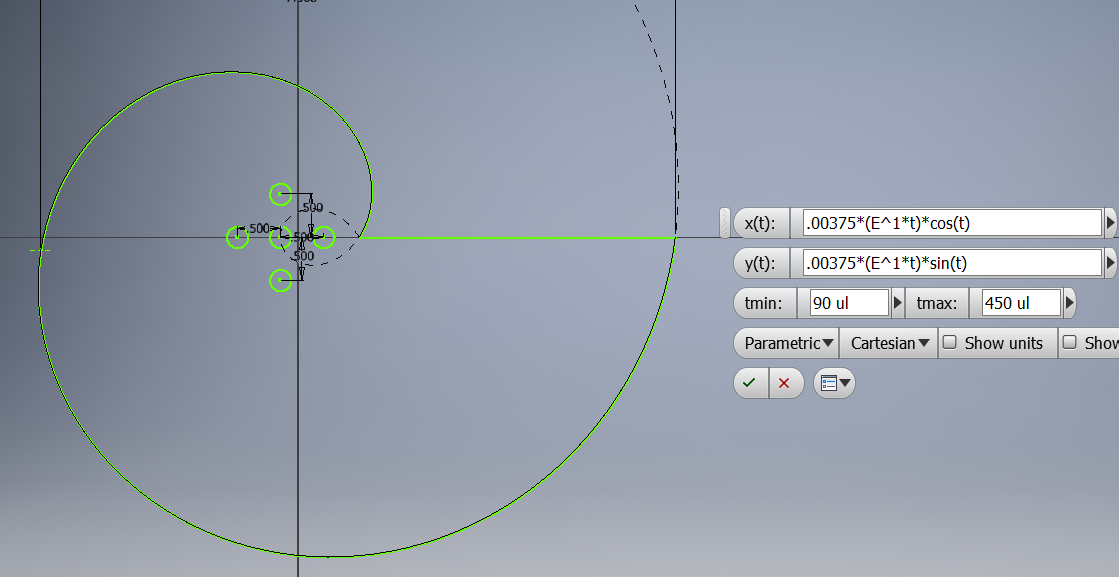 .500
.500
.500
.500
x(t): .00375*(E^1*t)*cos(t)
y(t): .00375*(E^1*t)*sin(t)
tmin: 90 ul tmax: 450 ul
Parametric Cartesian Show units Show